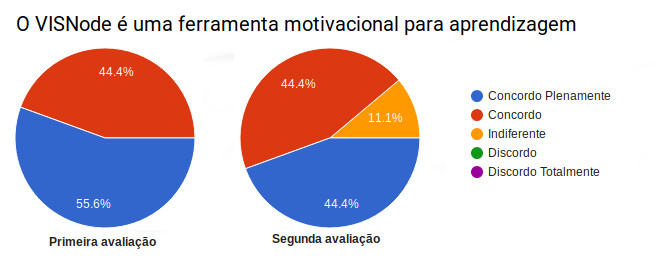 O VISNode é uma ferramenta motivacional para aprendizagem
44.4%
55.6%
Primeira avaliação
44.4%
11.1%
44.4%
Segunda avaliação
Concordo Plenamente
Concordo
Indiferente
Discordo
Discordo Totalmente